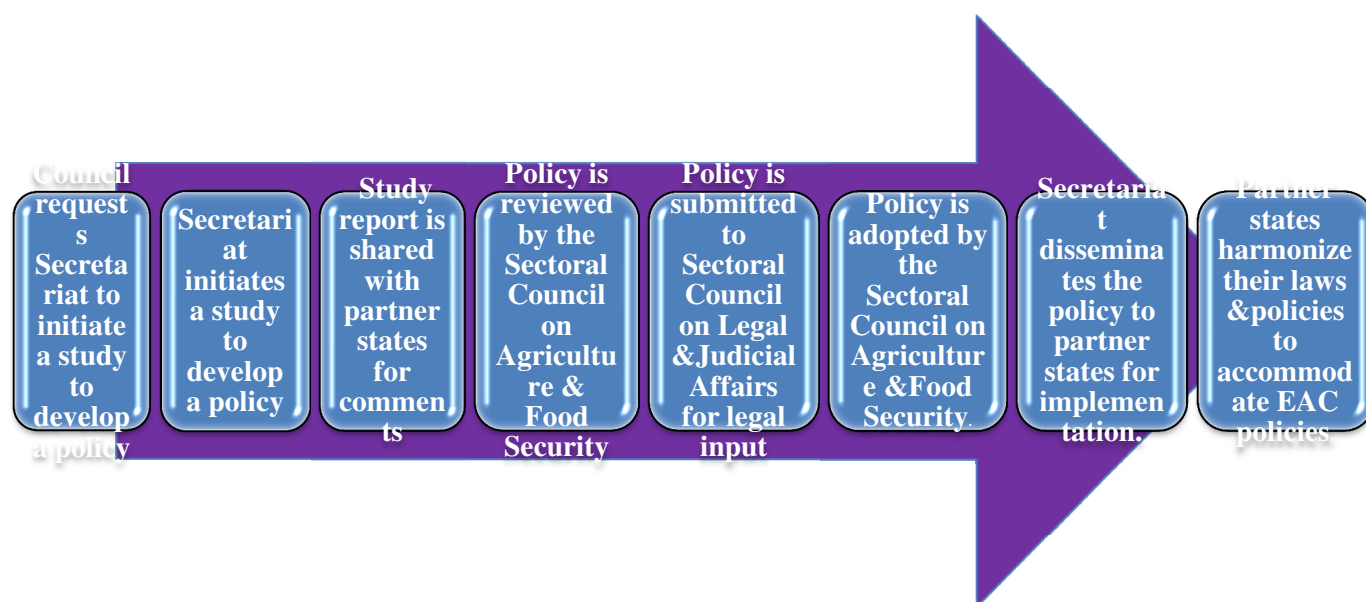 Council
request
s
Secreta
riat to
initiate
a study
to
develop
a policy
Secretari
at
initiates
a study
to
develop
a policy
Study
report is
shared
with
partner
states
for
commen
ts
Policy is
reviewed
by the
Sectoral
Council
on
Agricultu
re &
Food
Security
Policy is
submitted
to
Sectoral
Council
on Legal
&Judicial
Affairs
for legal
input
Policy is
adopted by
the
Sectoral
Council on
Agricultur
e &Food
Security.
Secretaria
t
dissemina
tes the
policy to
partner
states for
implemen
tation.
Partner
states
harmonize
their laws
&policies
to
accommod
ate EAC
policies